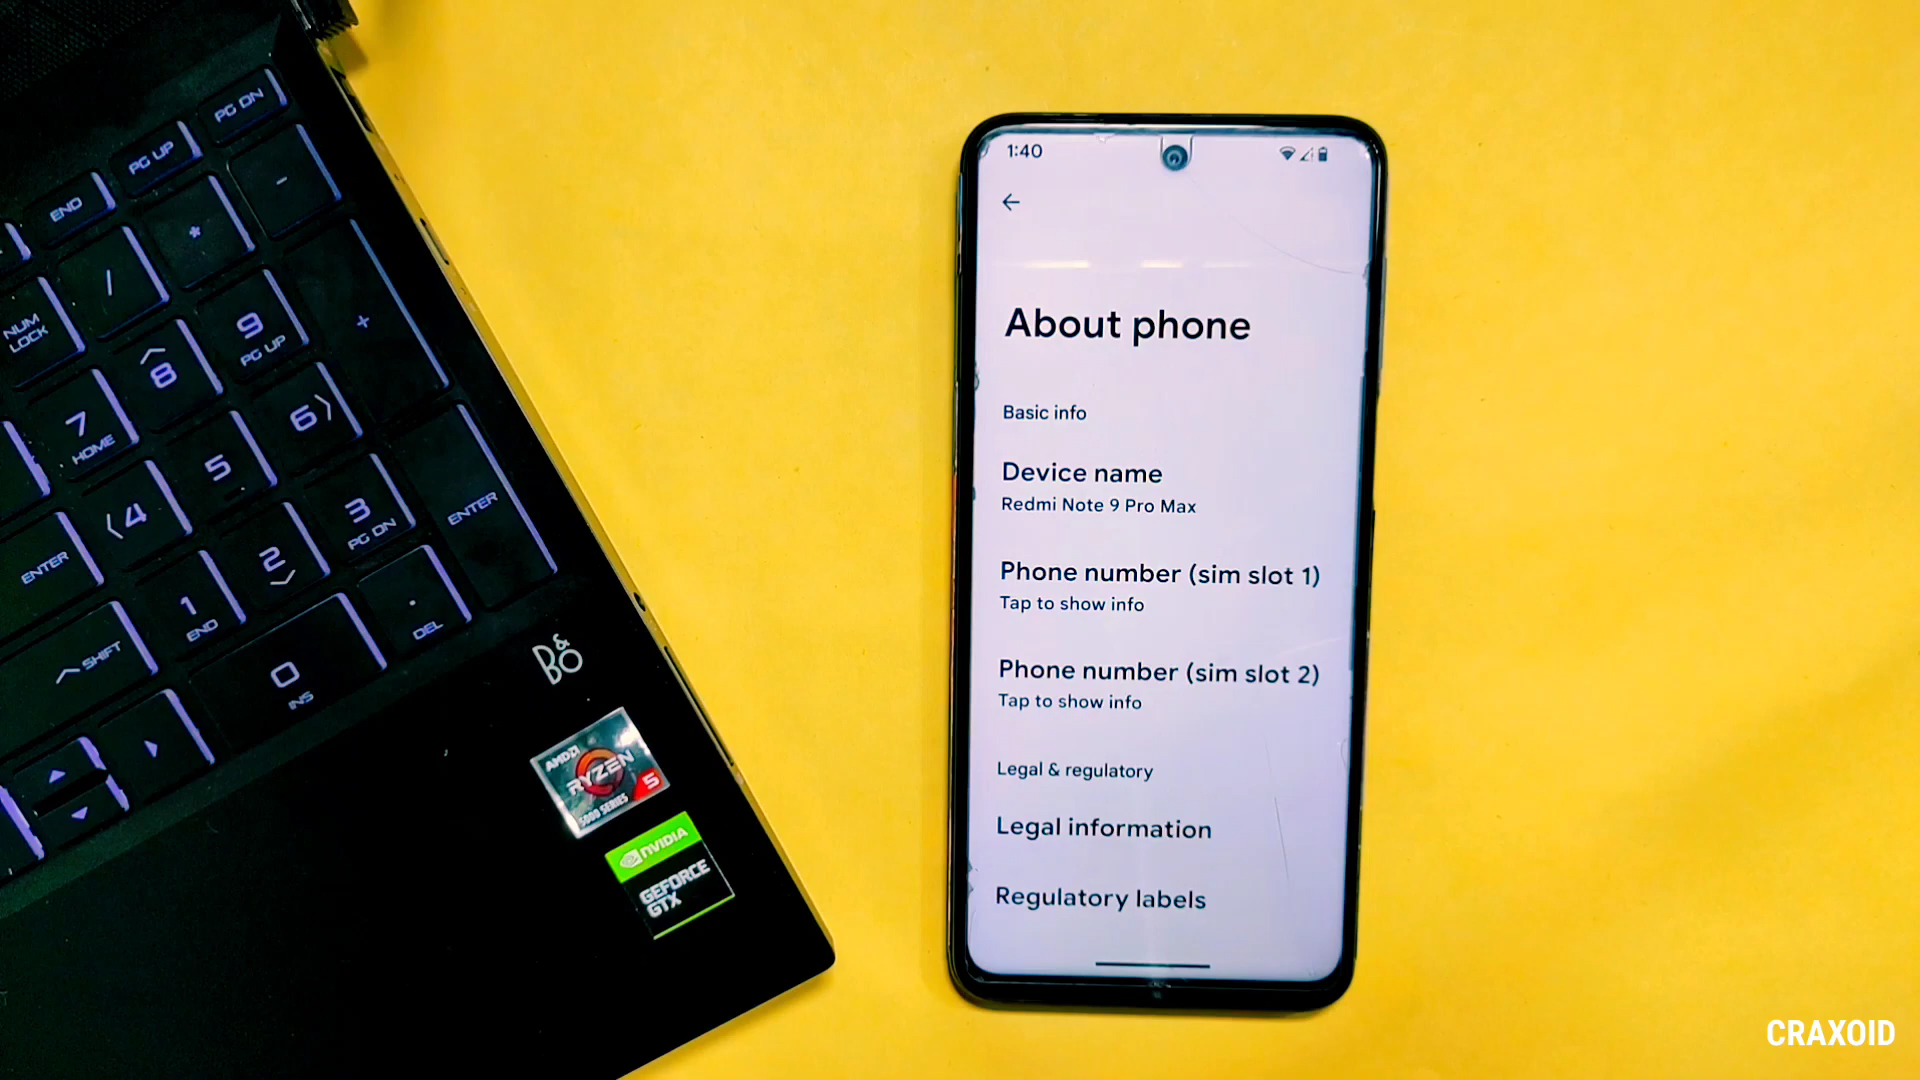 PG DN
PG UP
END
-
*
/
NUM
LOCK
+
9
PG UP
8
7
HOME
6
5
4
ENTER
3
PG DN
2
1
END
ENTER
SHIFT
0
INS
.
DEL
B&O
AMD
RYZEN
5
5000 SERIES
NVIDIA
GEFORCE
GTX
1:40
About phone
Basic info
Device name
Redmi Note 9 Pro Max
Phone number (sim slot 1)
Tap to show info
Phone number (sim slot 2)
Tap to show info
Legal & regulatory
Legal information
Regulatory labels
CRAXOID